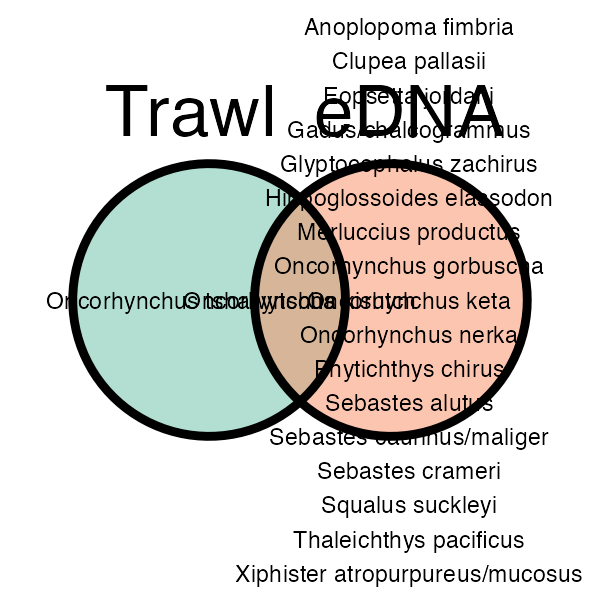 Anoplopoma fimbria
Clupea pallasii
Trawl
eDNA
Eopsetta jordani
Gadus/chalcogrammus
Glyptocephalus zachirus
Hippoglossoides elassodon
Merluccius productus
Oncorhynchus gorbuscha
Oncorhynchus tshawytscha
Oncorhynchus kisutch
Oncorhynchus keta
Oncorhynchus nerka
Phytichthys chirus
Sebastes alutus
Sebastes caurinus/maliger
Sebastes crameri
Squalus suckleyi
Thaleichthys pacificus
Xiphister atropurpureus/mucosus